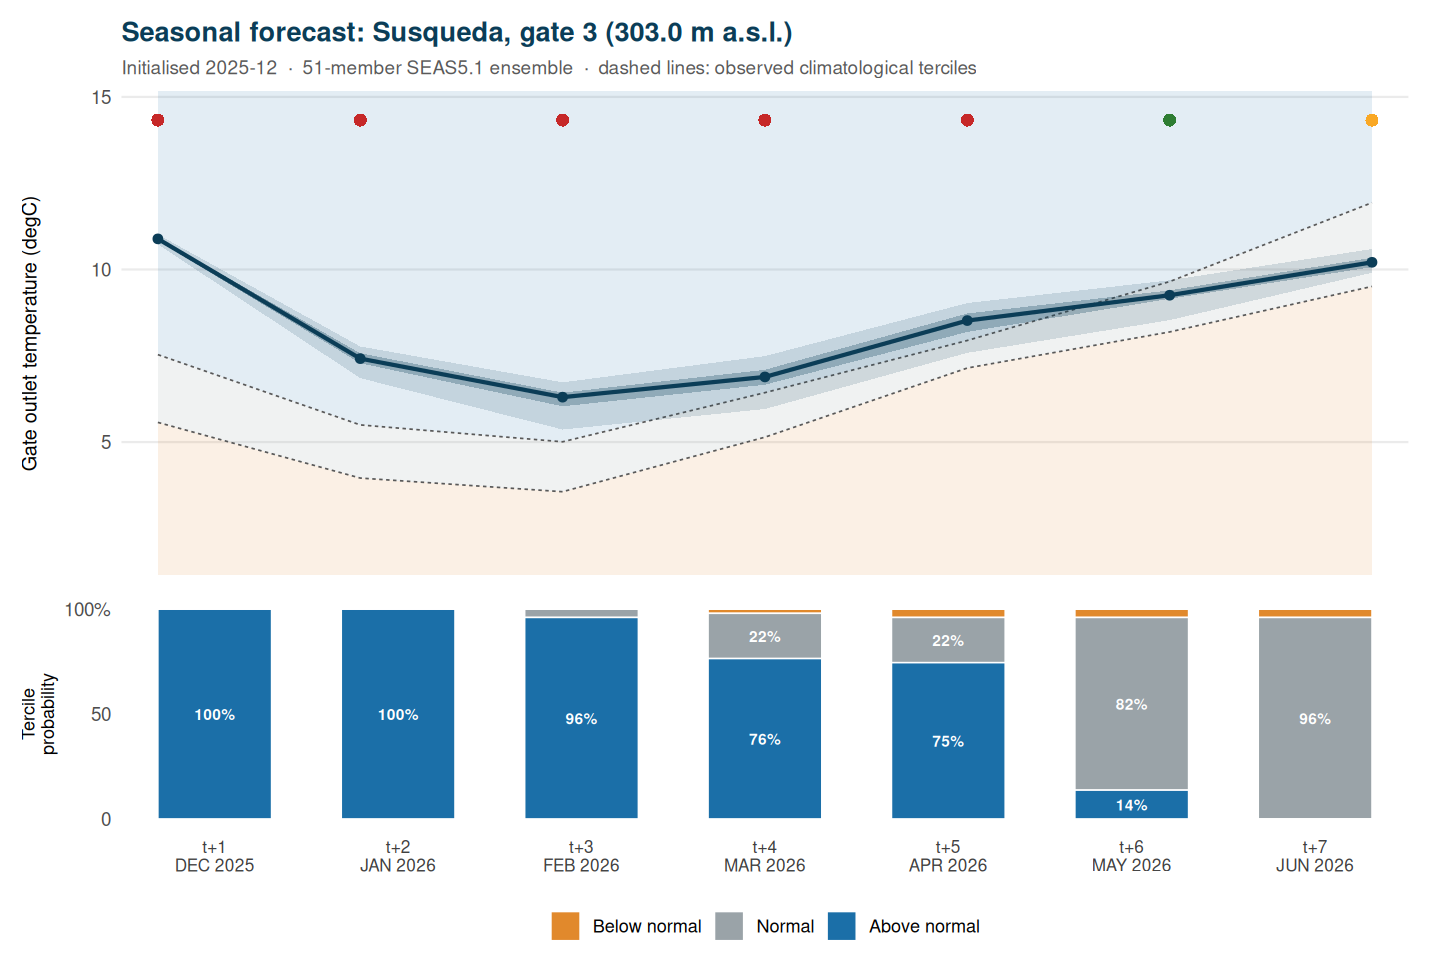 Seasonal forecast: Susqueda, gate 3 (303.0 m a.s.l.)
Initialised 2025-12 · 51-member SEAS5.1 ensemble · dashed lines: observed climatological terciles
Gate outlet temperature (degC)
15
10
5
Tercile
probability
100%
50
0
100%
100%
96%
22%
76%
22%
75%
82%
14%
96%
t+1
DEC 2025
t+2
JAN 2026
t+3
FEB 2026
t+4
MAR 2026
t+5
APR 2026
t+6
MAY 2026
t+7
JUN 2026
Below normal
Normal
Above normal